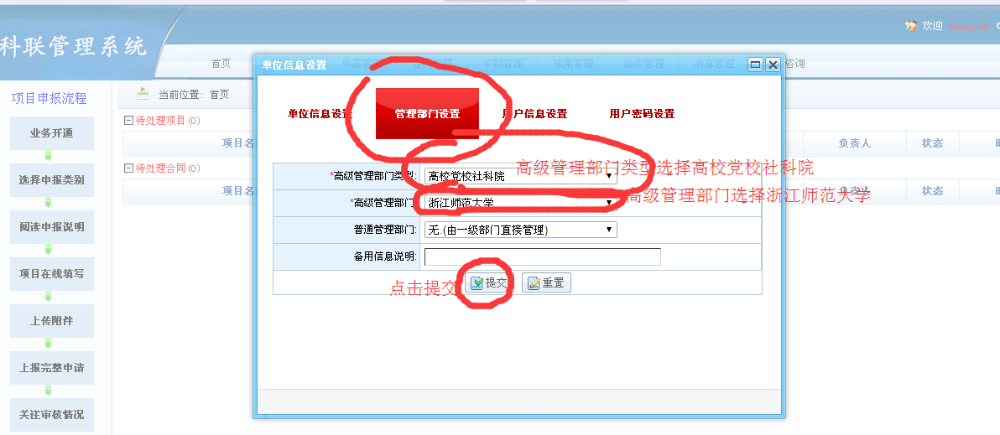 科联管理系统
欢迎
首页
中期管理 成果管理 验收管理 消息管理 咨询
当前位置: 首页
项目申报流程
业务开通
选择申报类别
阅读申报说明
项目在线填写
上传附件
上报完整申请
关注审核情况
待处理项目(0)
项目名
负责人 状态
待处理合同(0)
项目名
负责人 状态
单位信息设置
单位信息设置 管理部门设置 用户信息设置 用户密码设置
*高级管理部门类型: 高校党校社科院
高级管理部门类型选择高校党校社科院
*高级管理部门 浙江师范大学
高级管理部门选择浙江师范大学
普通管理部门: 无.(由一级部门直接管理)
备用信息说明:
点击提交
提交 重置